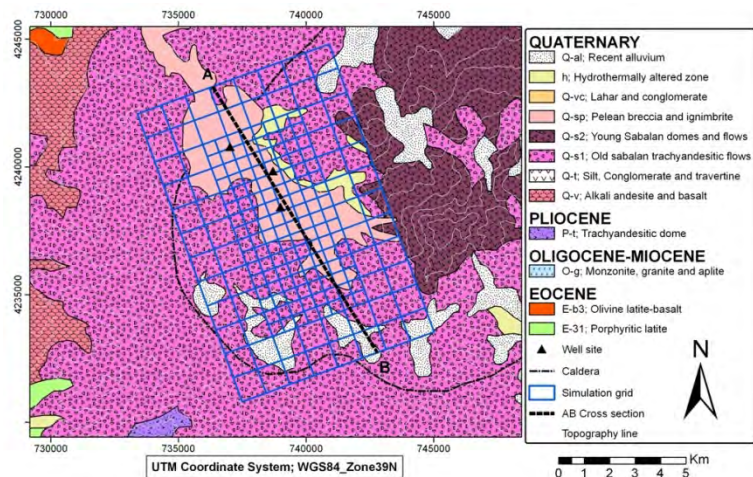 730000 735000 740000 745000
4245000
4240000
4235000
A
B
730000 735000 740000 745000
UTM Coordinate System; WGS84_Zone39N
QUATERNARY
Q-al; Recent alluvium
h; Hydrothermally altered zone
Q-vc; Lahar and conglomerate
Q-sp; Pelean breccia and ignimbrite
Q-s2; Young Sabalan domes and flows
Q-s1; Old sabalan trachyandesitic flows
Q-t; Silt, Conglomerate and travertine
Q-v; Alkali andesite and basalt
PLIOCENE
P-t; Trachyandesitic dome
OLIGOCENE-MIOCENE
O-g; Monzonite, granite and aplite
EOCENE
E-b3; Olivine latite-basalt
E-31; Porphyritic latite
Well site
Caldera
Simulation grid
AB Cross section
Topography line
N
Km
0 0.5 1 2 3 4 5